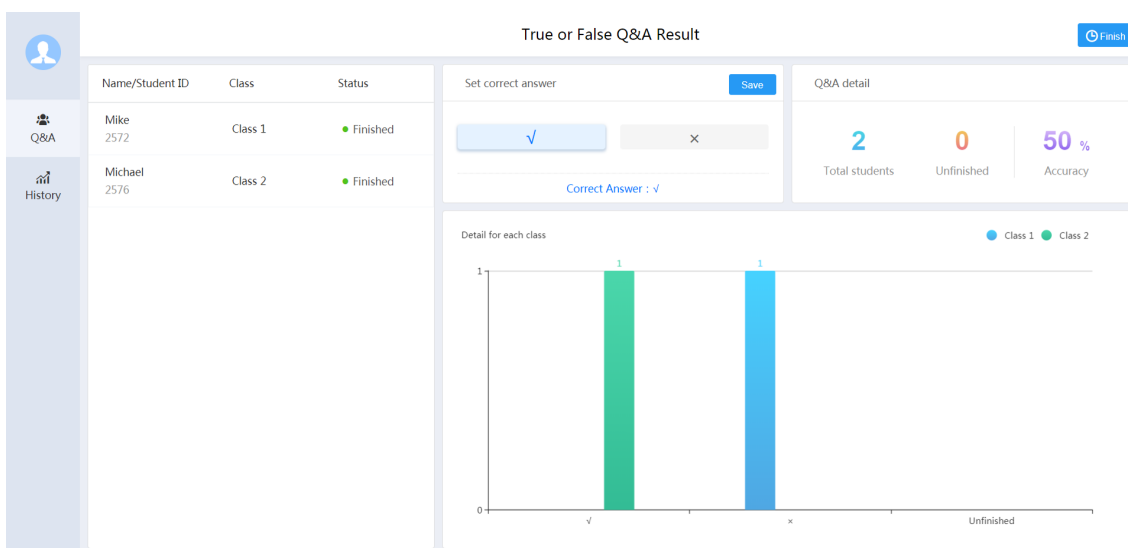 True or False Q&A Result
Finish
Q&A
History
Name/Student ID Class Status
Mike
2572
Class 1
Finished
Michael
2576
Class 2
Finished
Set correct answer
Save
√
×
Correct Answer : √
Q&A detail
2
Total students
0
Unfinished
50 %
Accuracy
Detail for each class
Class 1 Class 2
1
1
1
0
√
×
Unfinished